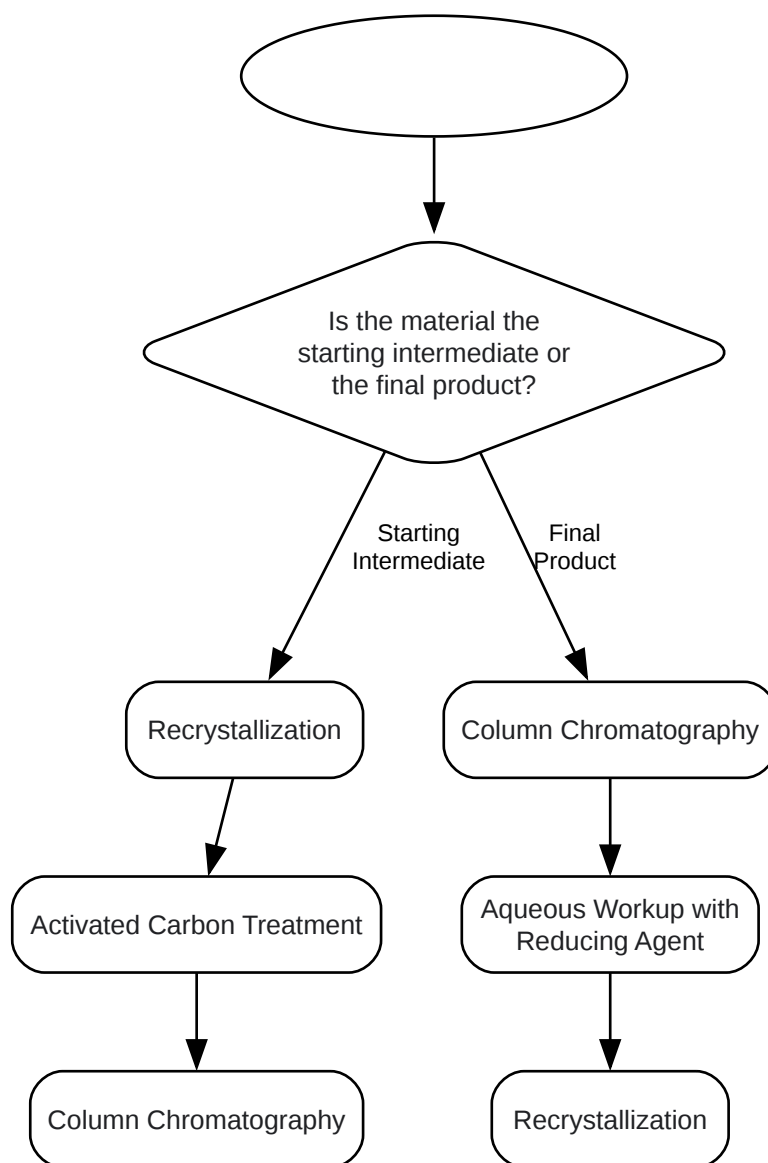 Is the material the
starting intermediate or
the final product?
Starting
Intermediate
Final
Product
Recrystallization
Column Chromatography
Activated Carbon Treatment
Aqueous Workup with
Reducing Agent
Column Chromatography
Recrystallization